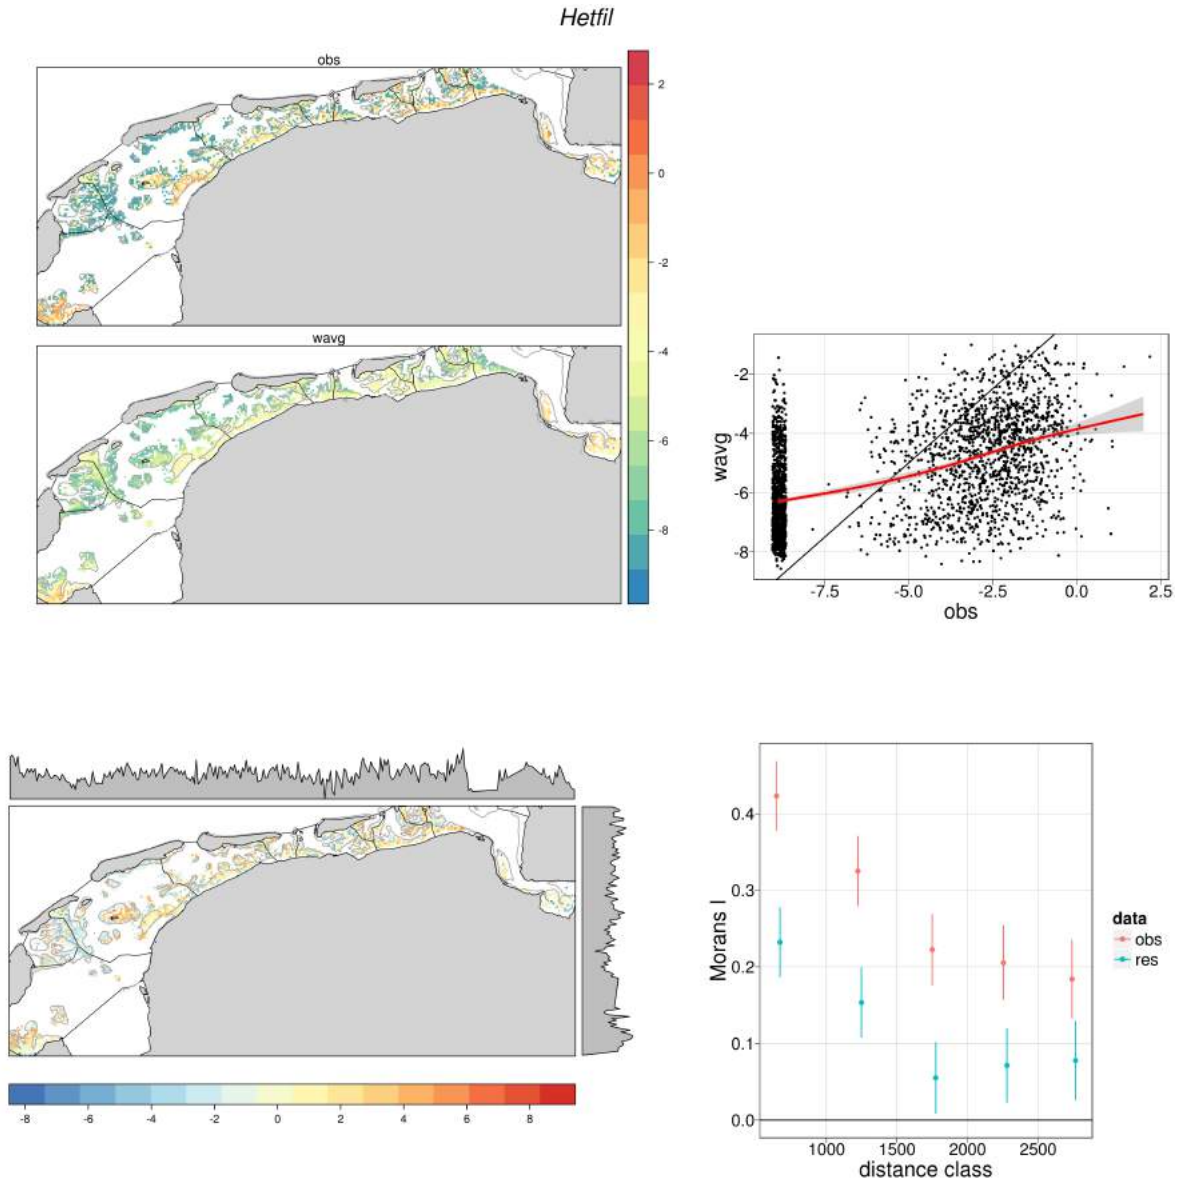 Hetfil
obs
2
0
-2
-4
-6
-8
wavg
wavg
-2
-4
-6
-8
-7.5 -5.0 -2.5 0.0 2.5
obs
-8 -6 -4 -2 0 2 4 6 8
Morans I
0.4
0.3
0.2
0.1
0.0
1000 1500 2000 2500
distance class
data
obs
res